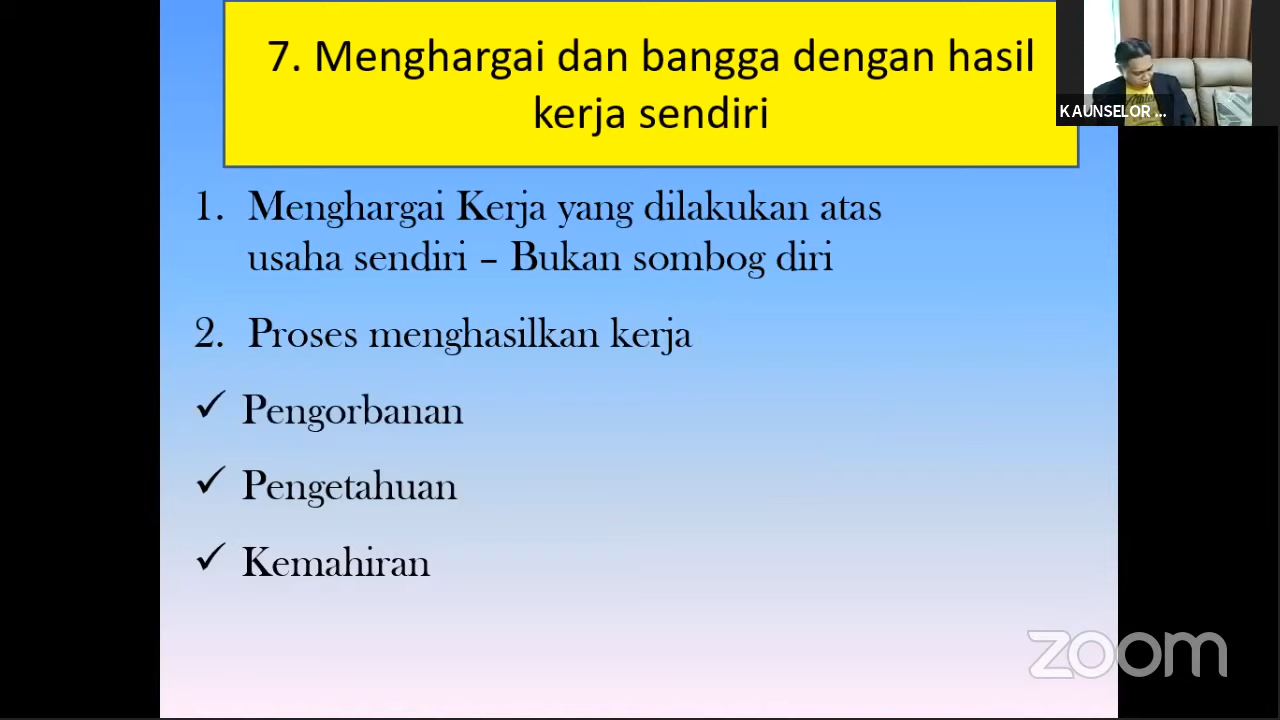 7. Menghargai dan bangga dengan hasil
kerja sendiri
KAUNSELOR ...
1. Menghargai Kerja yang dilakukan atas
usaha sendiri – Bukan sombog diri
2. Proses menghasilkan kerja
✓ Pengorbanan
✓ Pengetahuan
✓ Kemahiran
zoom